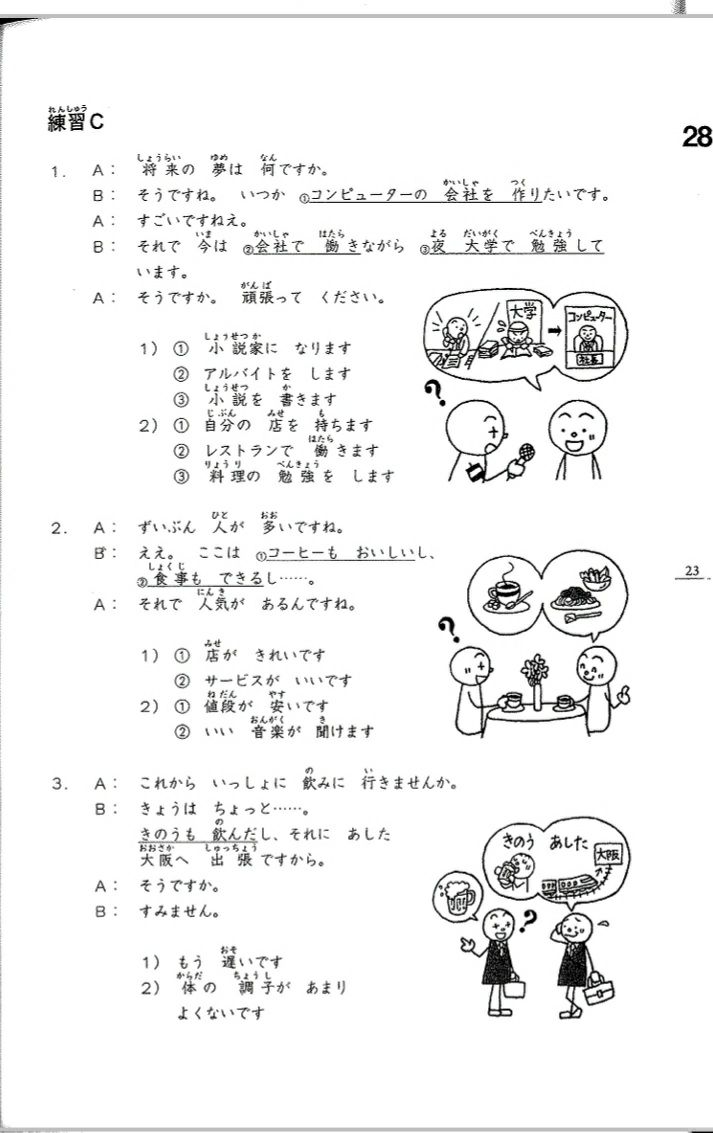 練習C
28
1. A： 将来の 夢は 何ですか。
B： そうですね。 いつか ①コンピューターの 会社を 作りたいです。
A： すごいですねえ。
B： それで 今は ②会社で 働きながら ③夜 大学で 勉強して
います。
A： そうですか。 頑張って ください。
1) ① 小説家に なります
② アルバイトを します
③ 小説を 書きます
2) ① 自分の 店を 持ちます
② レストランで 働きます
③ 料理の 勉強を します
大学
コンピューター
社長
?
2. A： ずいぶん 人が 多いですね。
B： ええ。 ここは ①コーヒーも おいしいし、
②食事も できるし……。
A： それで 人気が あるんですね。
1) ① 店が きれいです
② サービスが いいです
2) ① 値段が 安いです
② いい 音楽が 聞けます
?
23
3. A： これから いっしょに 飲みに 行きませんか。
B： きょうは ちょっと……。
きのうも 飲んだし、それに あした
大阪へ 出張ですから。
A： そうですか。
B： すみません。
1) もう 遅いです
2) 体の 調子が あまり
よくないです
きのう あした
大阪
?